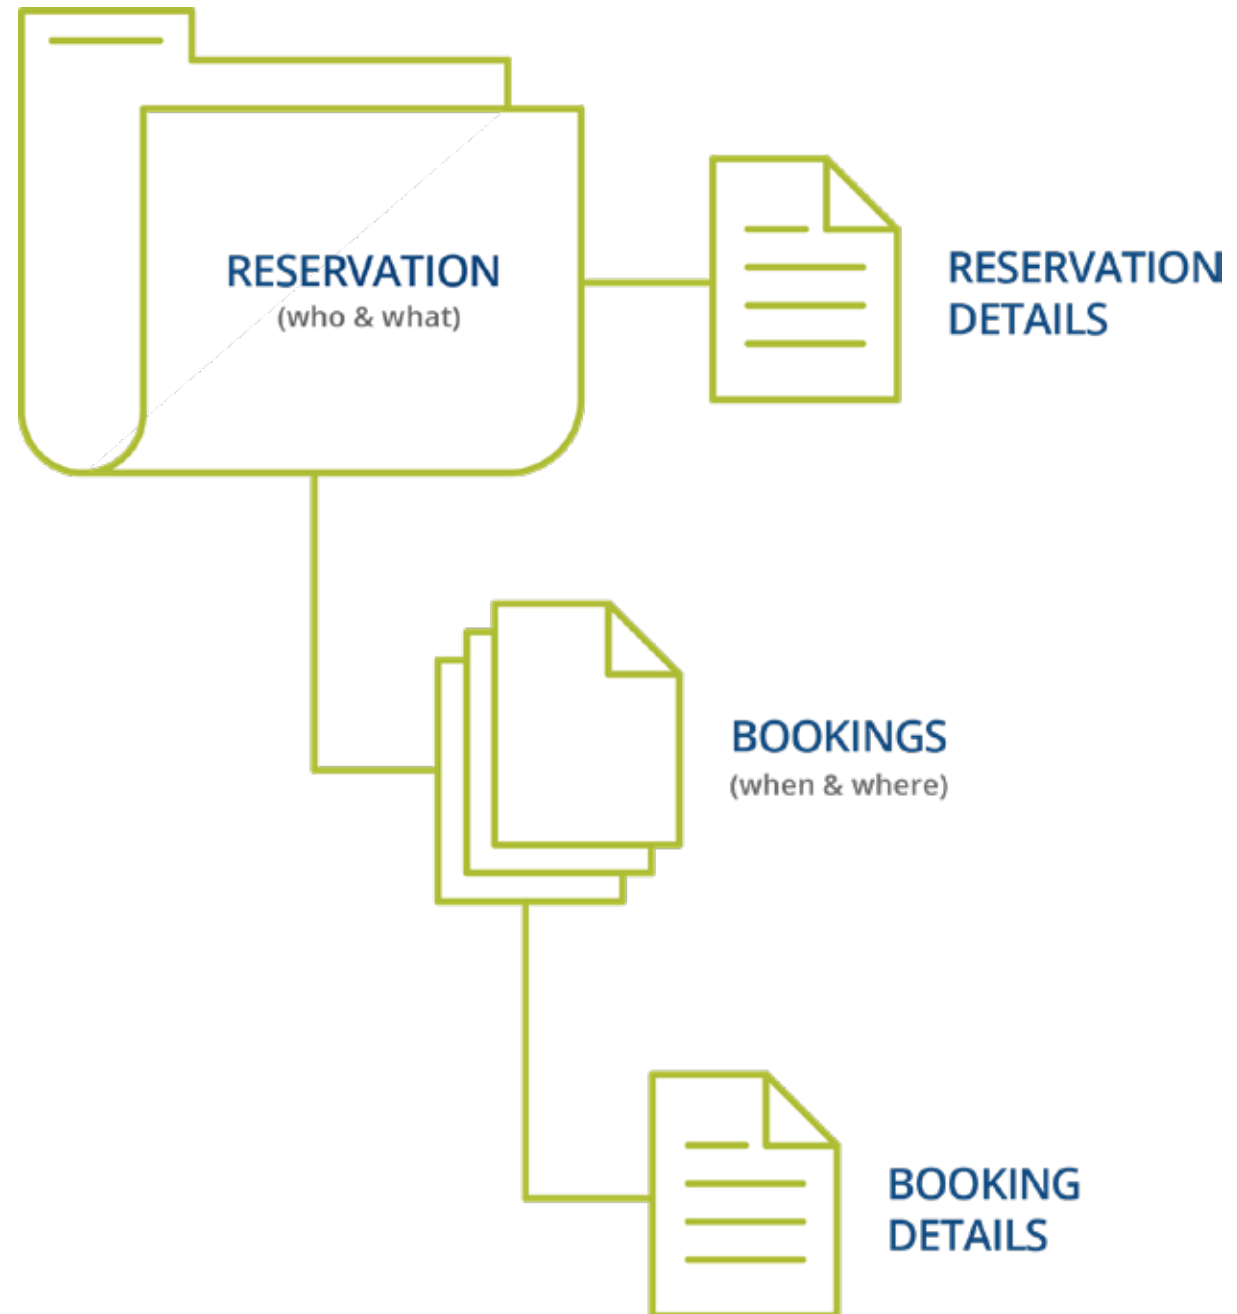 RESERVATION
(who & what)
RESERVATION
DETAILS
BOOKINGS
(when & where)
BOOKING
DETAILS